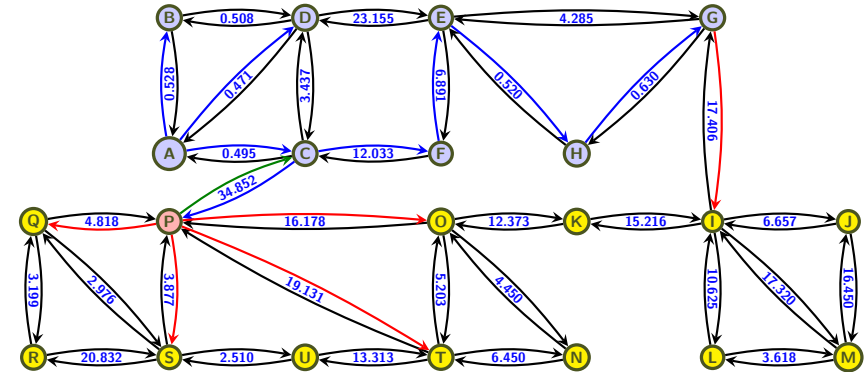 B 0.508 D 23.155 E 4.285 G
0.528 0.471 3.437 6.891 0.520 0.630 17.406
A 0.495 C 12.033 F H
34.852
Q 4.818 P 16.178 O 12.373 K 15.216 I 6.657 J
3.199 2.976 3.877 19.131 5.203 4.450 10.625 17.320 16.450
R 20.832 S 2.510 U 13.313 T 6.450 N L 3.618 M